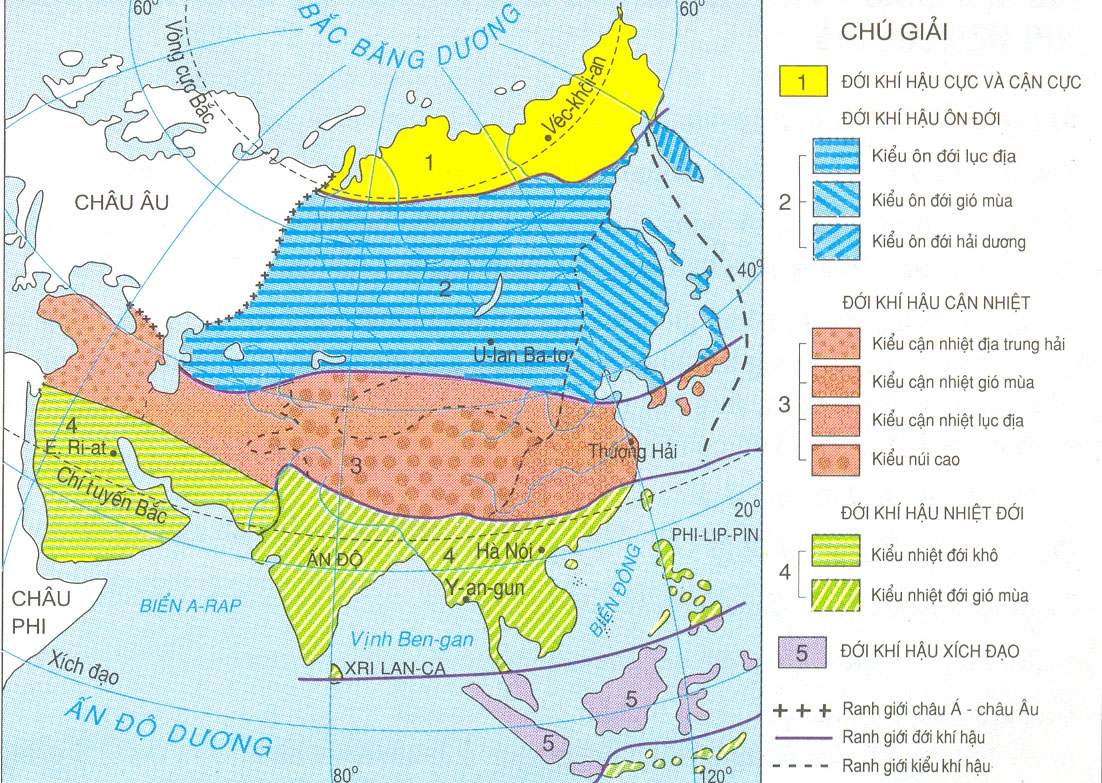 60°
60°
BẮC BĂNG DƯƠNG
Vòng cực Bắc
Véc-khôi-an
1
CHÂU ÂU
2
40°
U-lan Ba-to
4
E. Ri-at
3
Thượng Hải
Chí tuyến Bắc
20°
PHI-LIP-PIN
ẤN ĐỘ
4
Hà Nội
Y-an-gun
BIỂN ĐÔNG
CHÂU
PHI
BIỂN A-RAP
Vịnh Ben-gan
XRI LAN-CA
Xích đạo
5
ẤN ĐỘ DƯƠNG
5
80°
120°
CHÚ GIẢI
1 ĐỚI KHÍ HẬU CỰC VÀ CẬN CỰC
ĐỚI KHÍ HẬU ÔN ĐỚI
Kiểu ôn đới lục địa
2 Kiểu ôn đới gió mùa
Kiểu ôn đới hải dương
ĐỚI KHÍ HẬU CẬN NHIỆT
Kiểu cận nhiệt địa trung hải
Kiểu cận nhiệt gió mùa
3 Kiểu cận nhiệt lục địa
Kiểu núi cao
ĐỚI KHÍ HẬU NHIỆT ĐỚI
Kiểu nhiệt đới khô
4 Kiểu nhiệt đới gió mùa
5 ĐỚI KHÍ HẬU XÍCH ĐẠO
Ranh giới châu Á - châu Âu
Ranh giới đới khí hậu
Ranh giới kiểu khí hậu